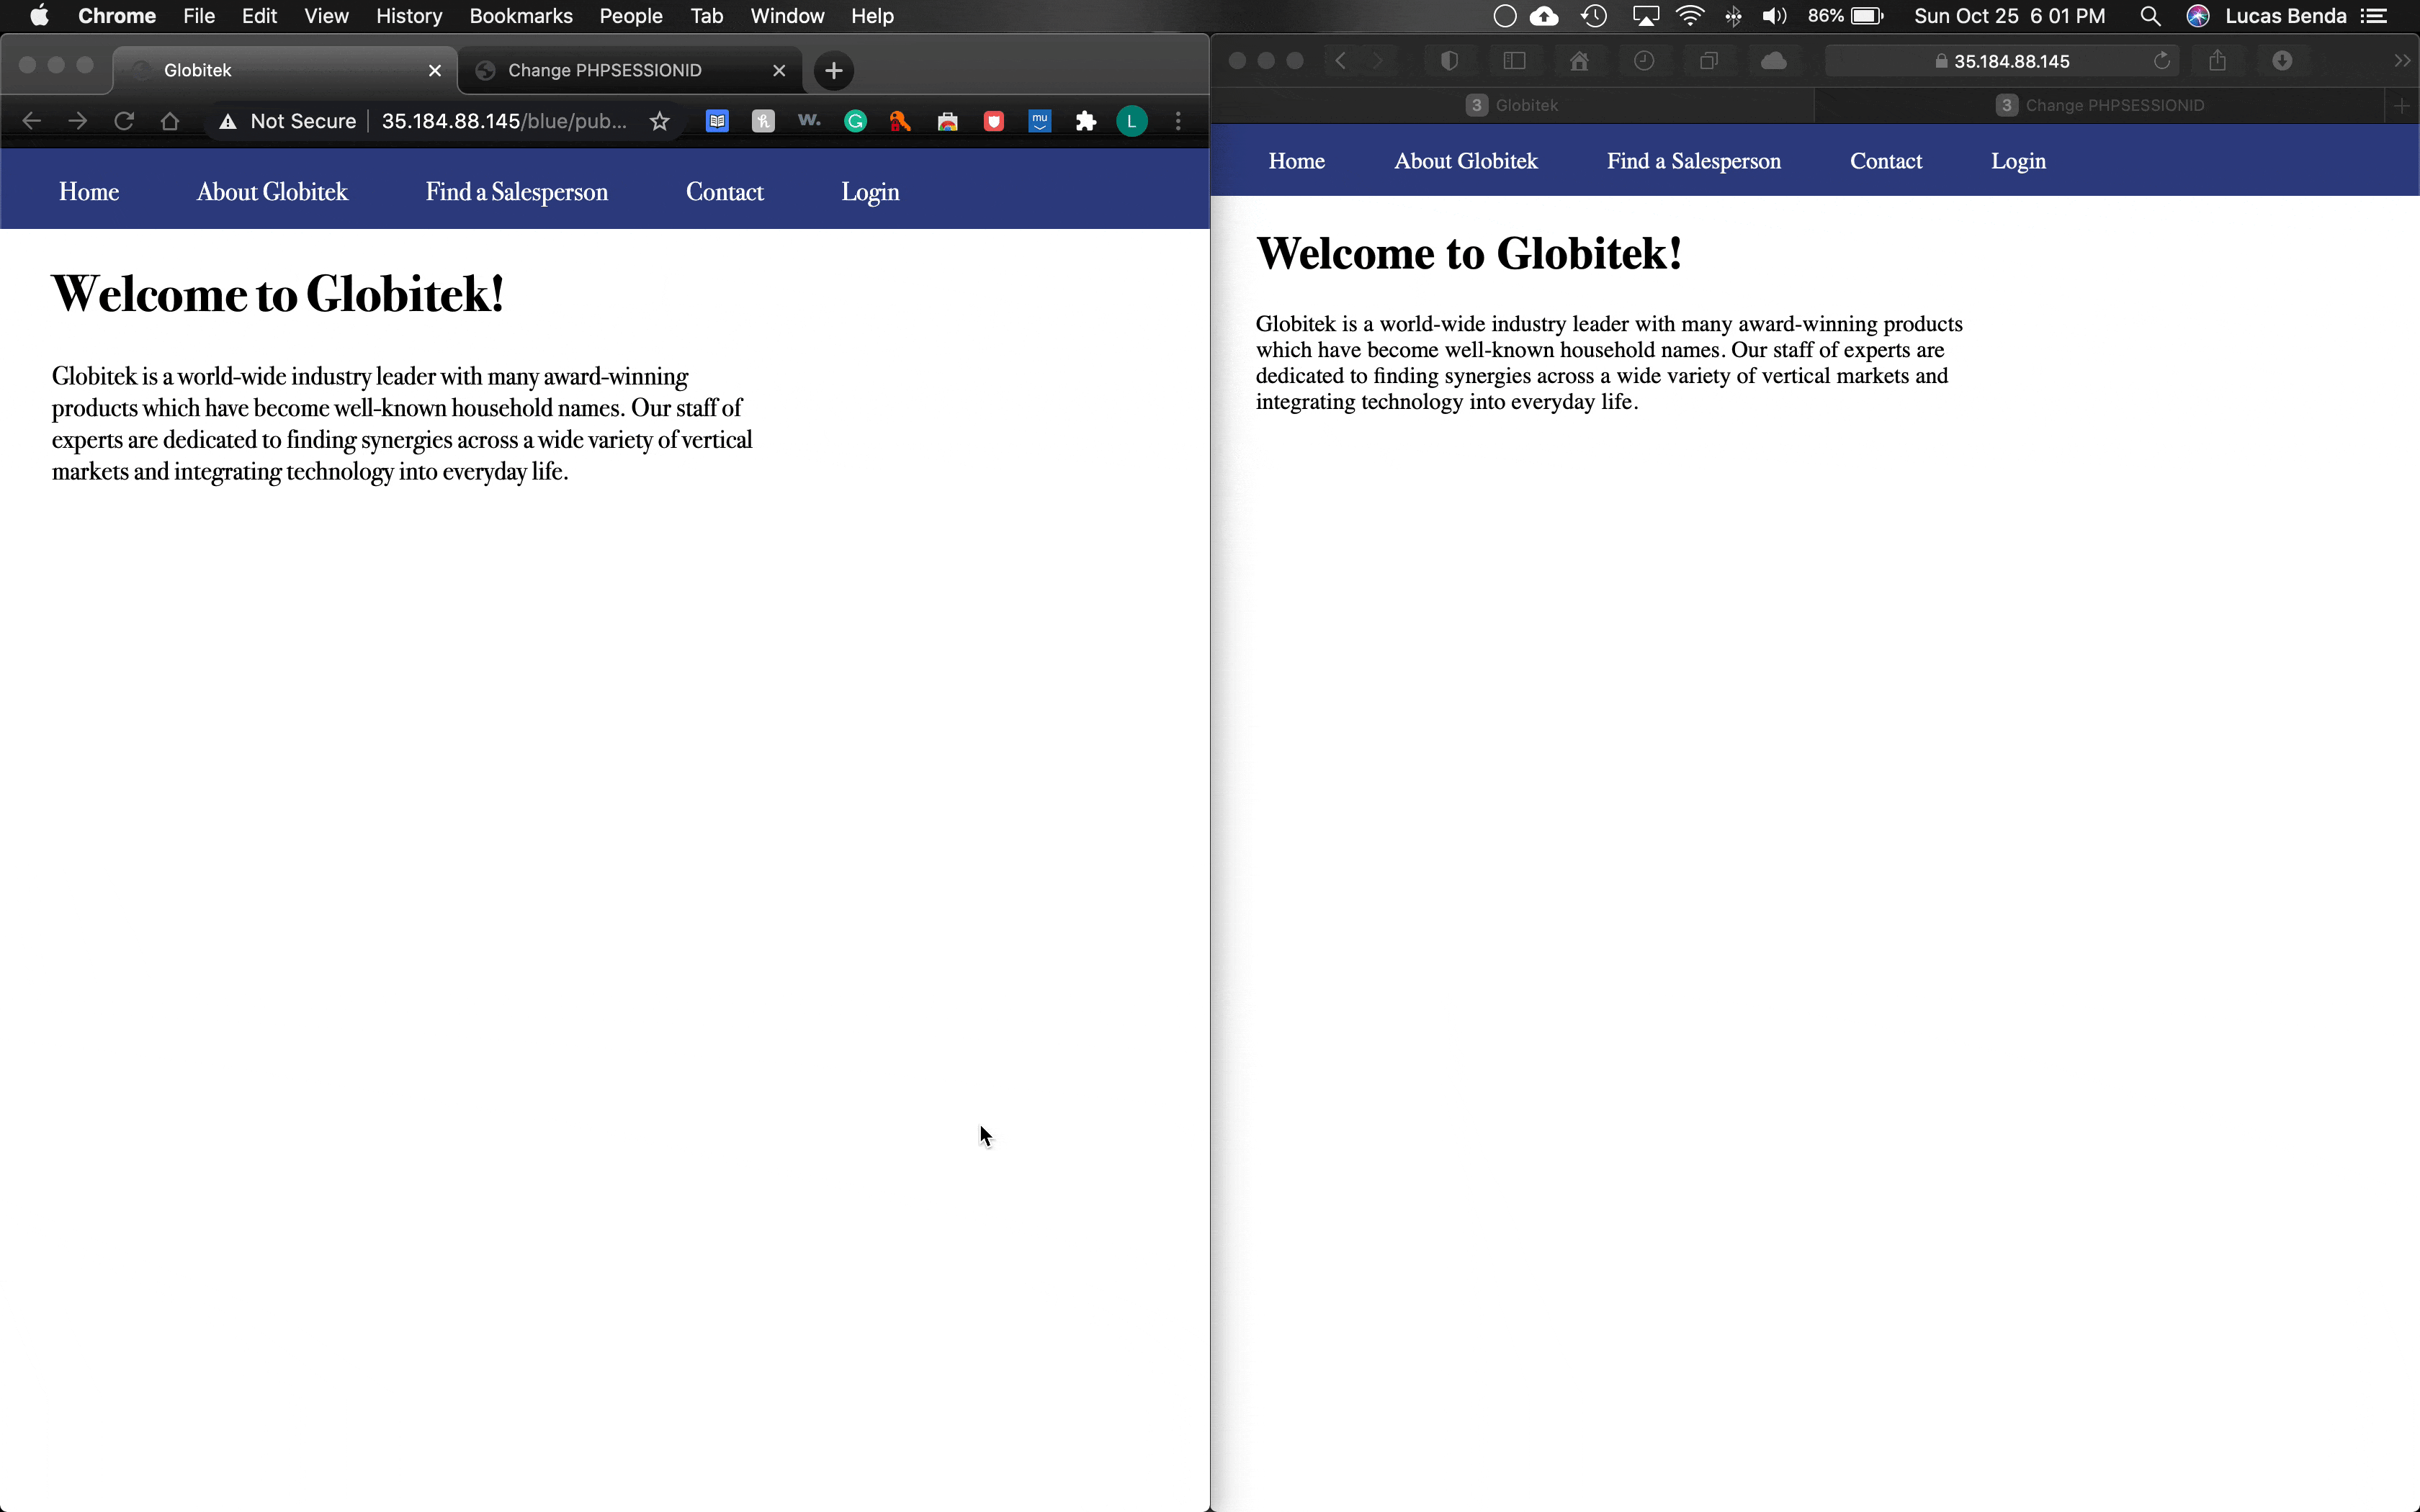 Chrome File Edit View History Bookmarks People Tab Window Help 86% Sun Oct 25 6 01 PM Lucas Benda
Globitek
Change PHPSESSIONID
Not Secure 35.184.88.145/blue/pub...
w.
mu
L
Home About Globitek Find a Salesperson Contact Login
Welcome to Globitek!
Globitek is a world-wide industry leader with many award-winning
products which have become well-known household names. Our staff of
experts are dedicated to finding synergies across a wide variety of vertical
markets and integrating technology into everyday life.
35.184.88.145
3 Globitek
3 Change PHPSESSIONID
Home About Globitek Find a Salesperson Contact Login
Welcome to Globitek!
Globitek is a world-wide industry leader with many award-winning products
which have become well-known household names. Our staff of experts are
dedicated to finding synergies across a wide variety of vertical markets and
integrating technology into everyday life.